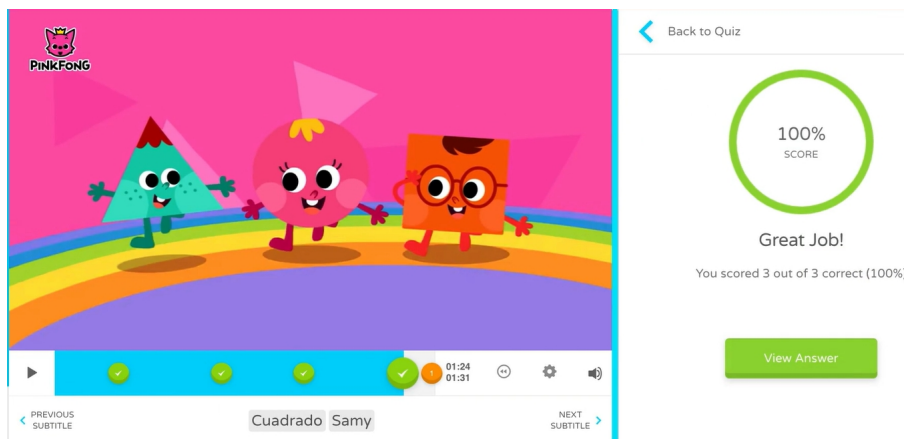 PINKFONG
Back to Quiz
100%
SCORE
Great Job!
You scored 3 out of 3 correct (100%)
View Answer
01:24
01:31
PREVIOUS
SUBTITLE
Cuadrado Samy
NEXT
SUBTITLE